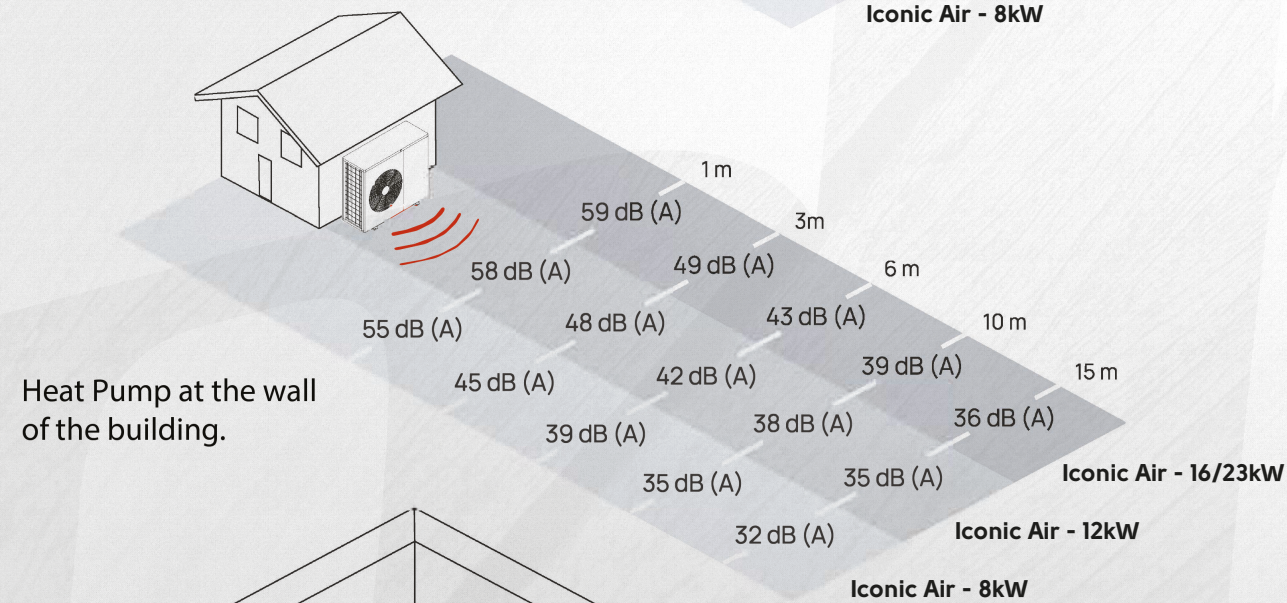 Iconic Air - 8kW
1 m
59 dB (A)
3m
58 dB (A)
49 dB (A)
6 m
55 dB (A)
48 dB (A)
43 dB (A)
10 m
45 dB (A)
42 dB (A)
39 dB (A)
15 m
Heat Pump at the wall
of the building.
39 dB (A)
38 dB (A)
36 dB (A)
35 dB (A)
35 dB (A)
Iconic Air - 16/23kW
32 dB (A)
Iconic Air - 12kW
Iconic Air - 8kW